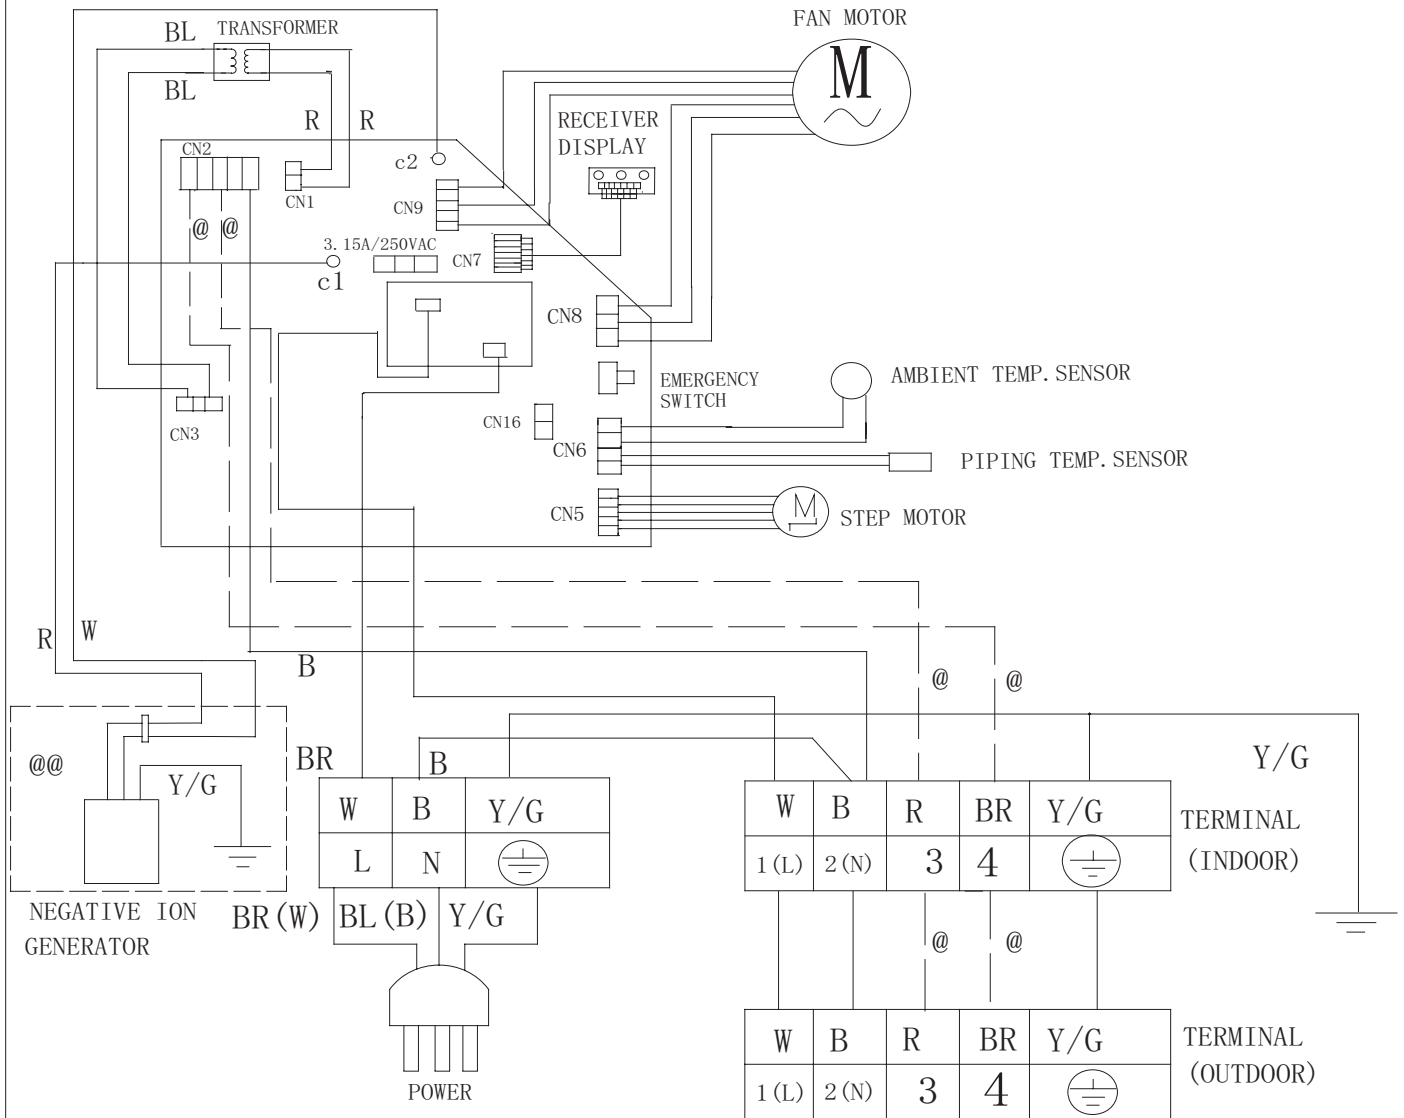 FAN MOTOR
M
BL
TRANSFORMER
BL
R
R
RECEIVER
DISPLAY
CN2
c2
CN1
CN9
@
@
3.15A/250VAC
CN7
c1
CN8
EMERGENCY
SWITCH
AMBIENT TEMP.SENSOR
CN16
CN3
CN6
PIPING TEMP.SENSOR
CN5
M
STEP MOTOR
R
W
B
@
@
@@
Y/G
BR
B
Y/G
W
B
Y/G
L
N
W
B
R
BR
Y/G
1(L)
2(N)
3
4
TERMINAL
(INDOOR)
NEGATIVE ION
GENERATOR
BR(W)
BL(B)
Y/G
@
@
POWER
W
B
R
BR
Y/G
1(L)
2(N)
3
4
TERMINAL
(OUTDOOR)